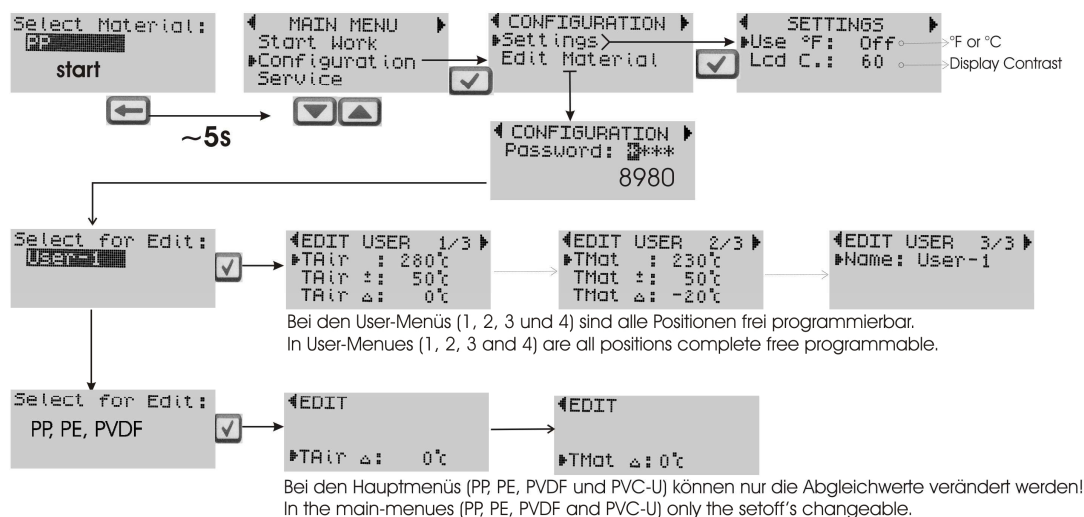 Select Material:
PP
start
~5s
MAIN MENU
Start Work
Configuration
Service
CONFIGURATION
Settings
Edit Material
SETTINGS
Use °F: Off
Lcd C.: 60
°F or °C
Display Contrast
CONFIGURATION
Password: ****
8980
Select for Edit:
User-1
EDIT USER 1/3
TAir : 280°c
TAir ±: 50°c
TAir △: 0°c
EDIT USER 2/3
TMat : 230°c
TMat ±: 50°c
TMat △: -20°c
EDIT USER 3/3
Name: User-1
Bei den User-Menüs (1, 2, 3 und 4) sind alle Positionen frei programmierbar.
In User-Menues (1, 2, 3 and 4) are all positions complete free programmable.
Select for Edit:
PP, PE, PVDF
EDIT
TAir △: 0°c
EDIT
TMat △: 0°c
Bei den Hauptmenüs (PP, PE, PVDF und PVC-U) können nur die Abgleichwerte verändert werden!
In the main-menues (PP, PE, PVDF and PVC-U) only the setoff's changeable.